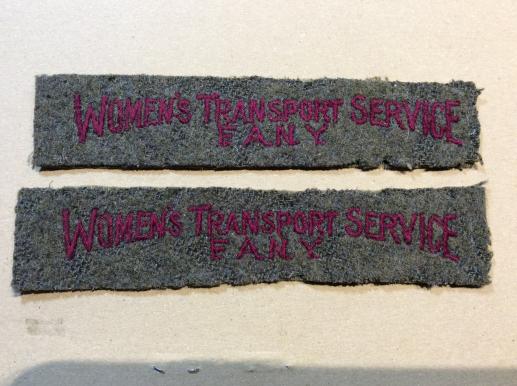 WOMEN'S TRANSPORT SERVICE
F.A.N.Y.
WOMEN'S TRANSPORT SERVICE
F.A.N.Y.